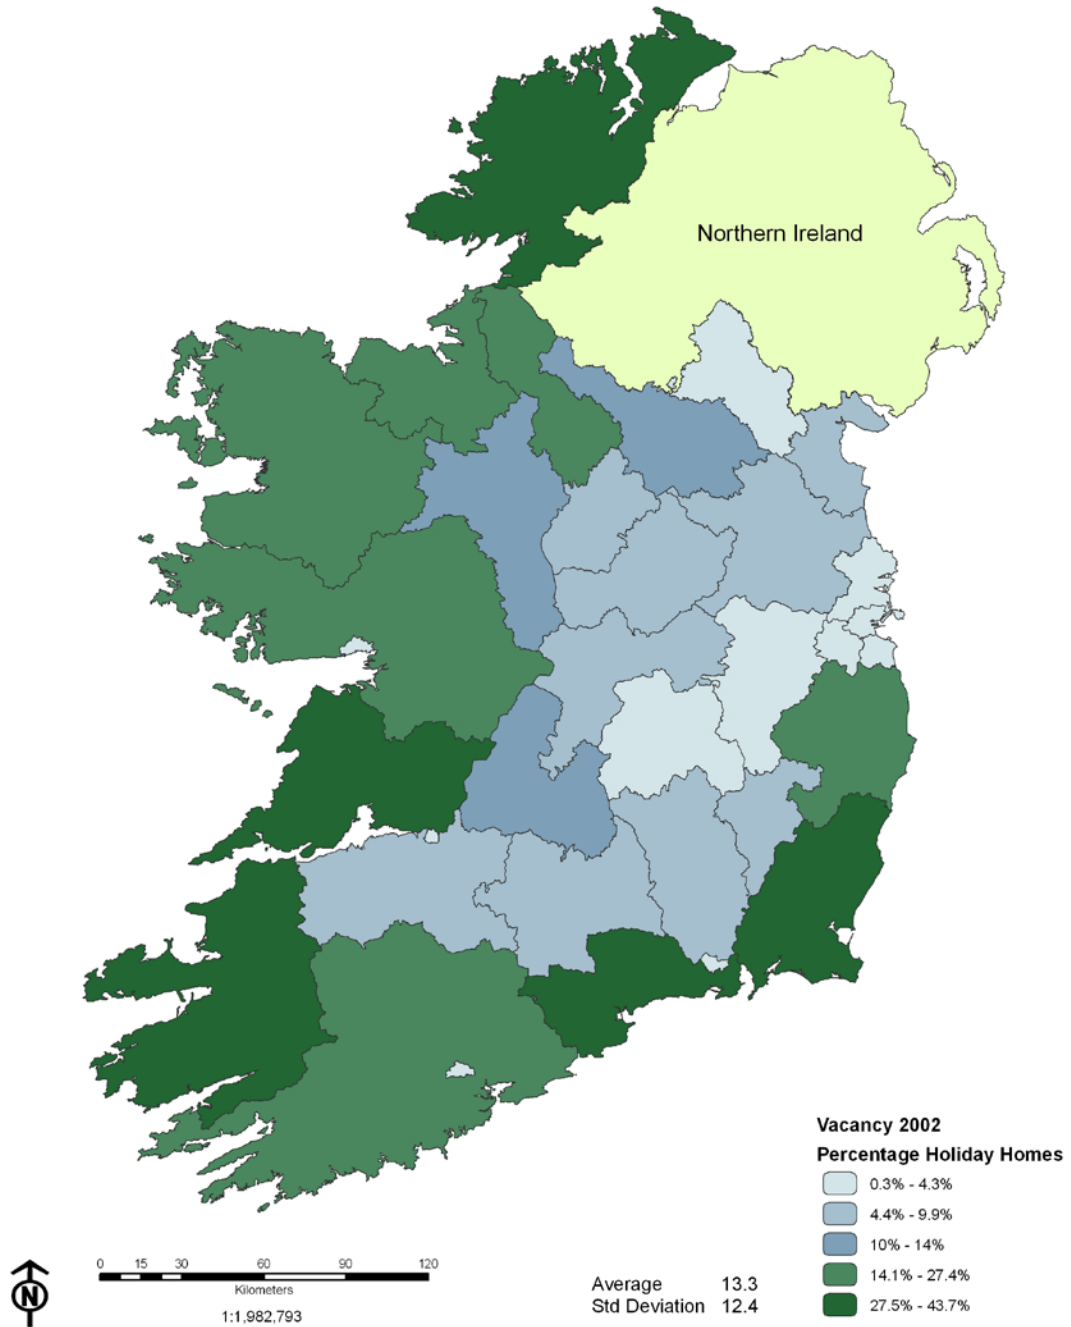 Northern Ireland
Vacancy 2002
Percentage Holiday Homes
0.3% - 4.3%
4.4% - 9.9%
10% - 14%
14.1% - 27.4%
27.5% - 43.7%
0 15 30 60 90 120
Kilometers
1:1,982,793
N
Average 13.3
Std Deviation 12.4